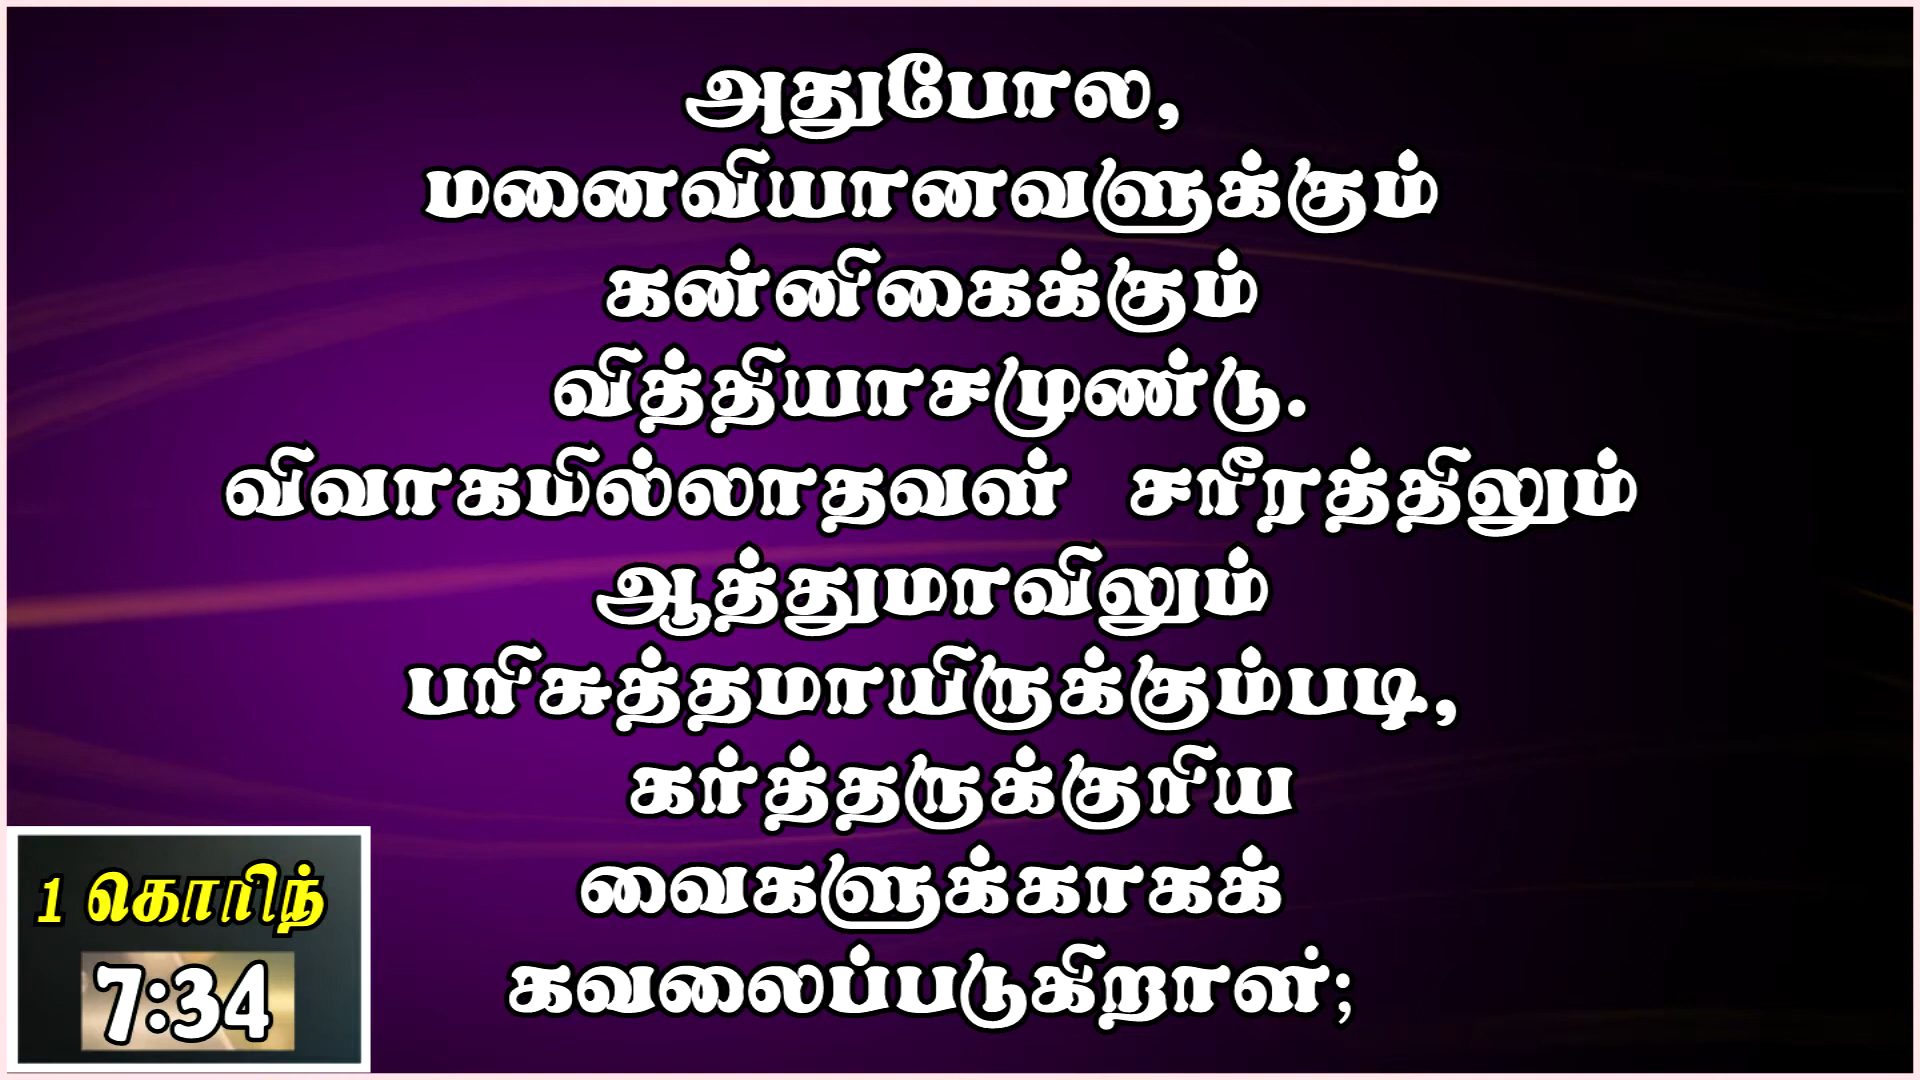 அதுபோல,
மனைவியானவளுக்கும்
கன்னிகைக்கும்
வித்தியாசமுண்டு.
விவாகமில்லாதவள் சரீரத்திலும்
ஆத்துமாவிலும்
பரிசுத்தமாயிருக்கும்படி,
கர்த்தருக்குரிய
வைகளுக்காகக்
கவலைப்படுகிறாள்;
1 கொரிந்
7:34